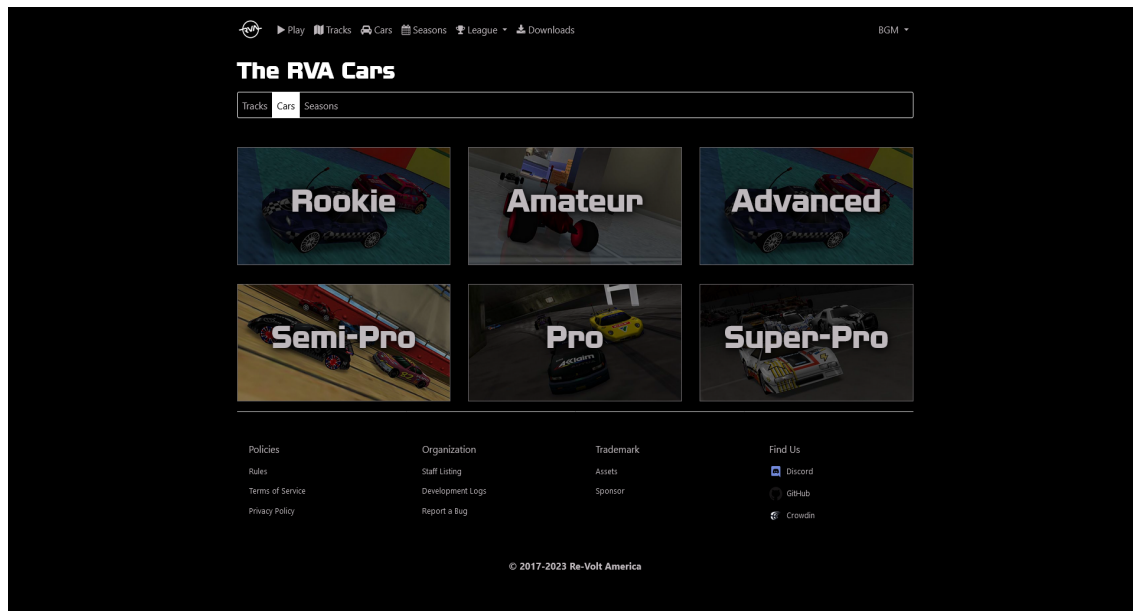 RVA Play Tracks Cars Seasons League Downloads BGM
The RVA Cars
Tracks Cars Seasons
Rookie
Amateur
Advanced
Semi-Pro
Pro
Super-Pro
Policies
Rules
Terms of Service
Privacy Policy
Organization
Staff Listing
Development Logs
Report a Bug
Trademark
Assets
Sponsor
Find Us
Discord
GitHub
Crowdin
© 2017-2023 Re-Volt America